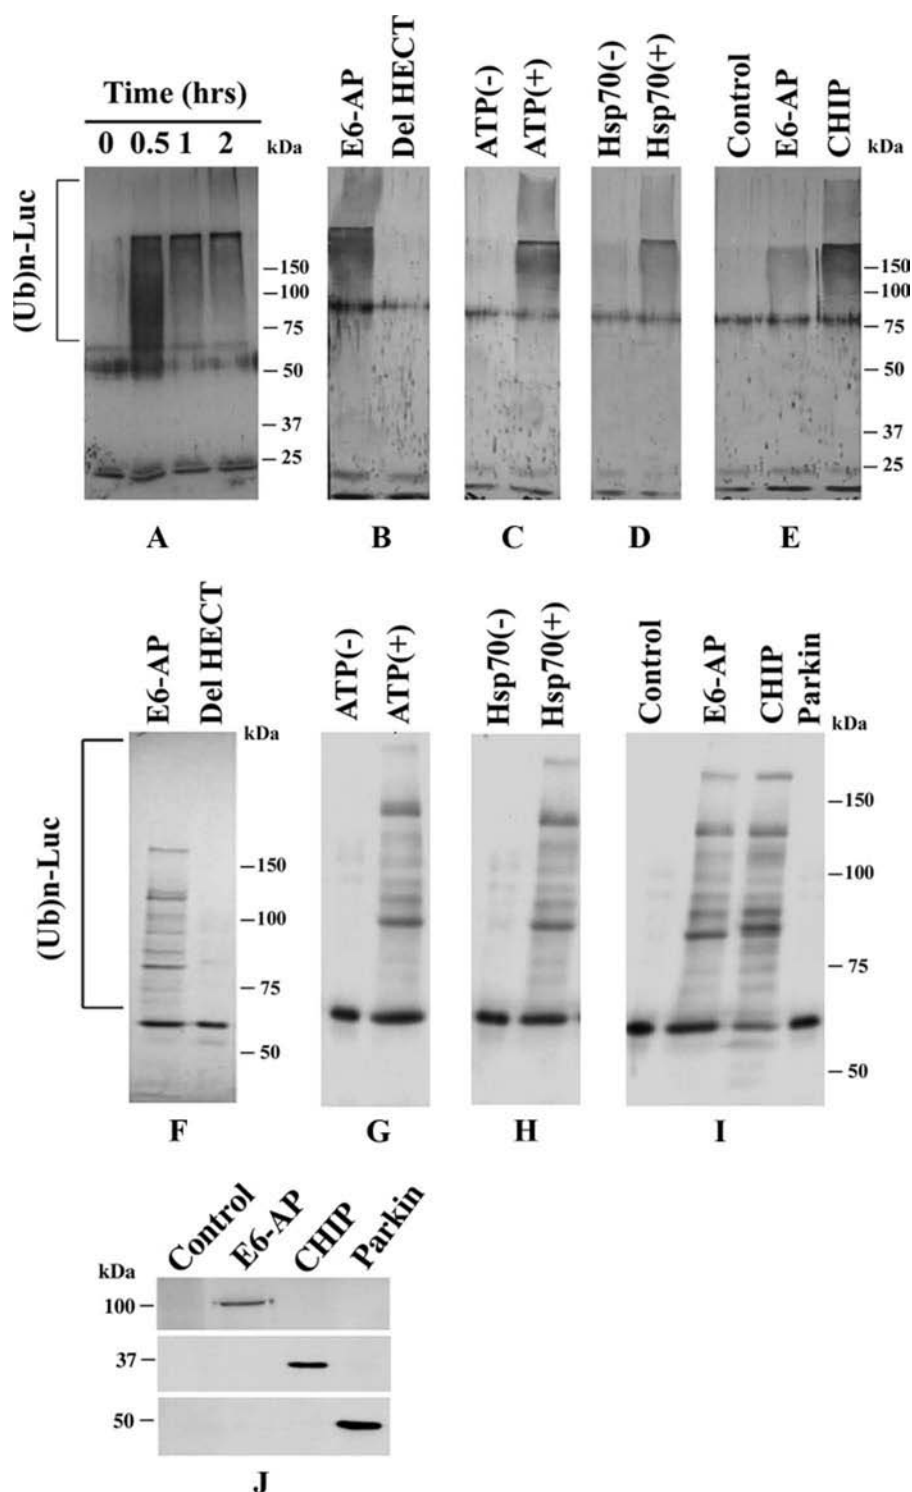 Time (hrs)
0 0.5 1 2 kDa
E6-AP
Del HECT
ATP(-)
ATP(+)
Hsp70(-)
Hsp70(+)
Control
E6-AP
CHIP
kDa
(Ub)n-Luc
150
100
75
50
37
25
150
100
75
50
37
25
A B C D E
E6-AP
Del HECT
kDa
ATP(-)
ATP(+)
Hsp70(-)
Hsp70(+)
Control
E6-AP
CHIP
Parkin
kDa
(Ub)n-Luc
150
100
75
50
150
100
75
50
F G H I
Control
E6-AP
CHIP
Parkin
kDa
100
37
50
J